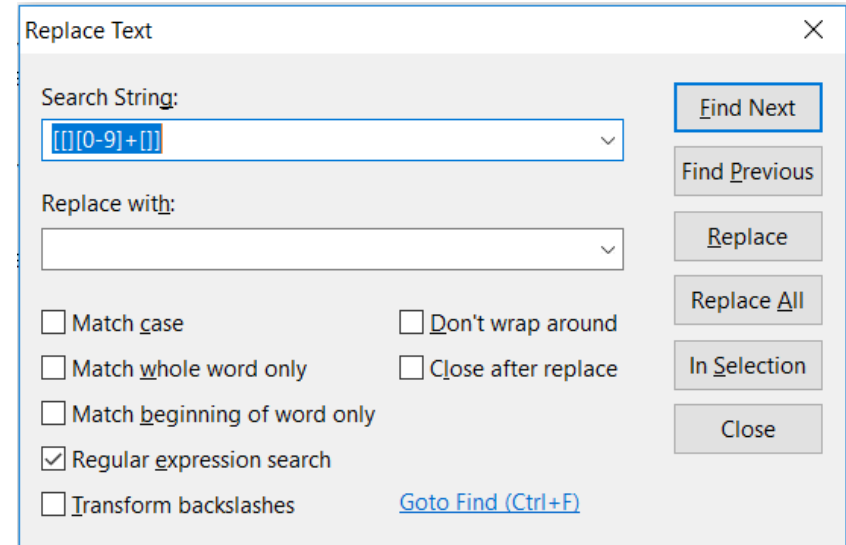 Replace Text
Search String:
[[][0-9]+[]]
Replace with:
Match case
Match whole word only
Match beginning of word only
Regular expression search
Transform backslashes
Don't wrap around
Close after replace
Goto Find (Ctrl+F)
Find Next
Find Previous
Replace
Replace All
In Selection
Close